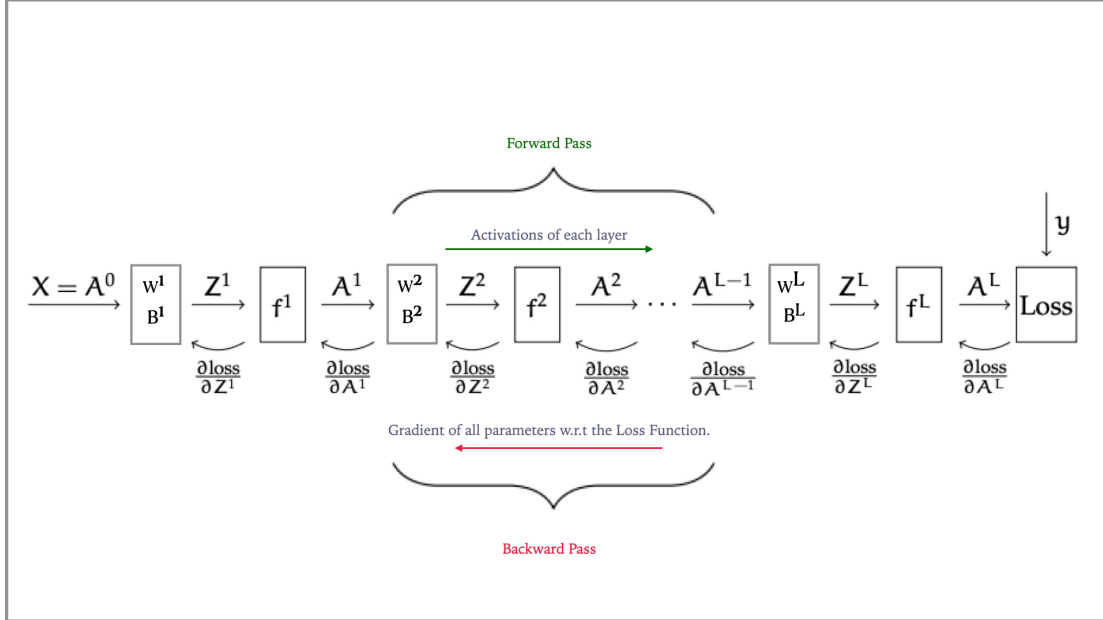 Forward Pass
Activations of each layer
y
X = A⁰ W¹ B¹ Z¹ f¹ A¹ W² B² Z² f² A² ... Aᴸ⁻¹ Wᴸ Bᴸ Zᴸ fᴸ Aᴸ Loss
∂loss/∂Z¹ ∂loss/∂A¹ ∂loss/∂Z² ∂loss/∂A² ∂loss/∂Aᴸ⁻¹ ∂loss/∂Zᴸ ∂loss/∂Aᴸ
Gradient of all parameters w.r.t the Loss Function.
Backward Pass